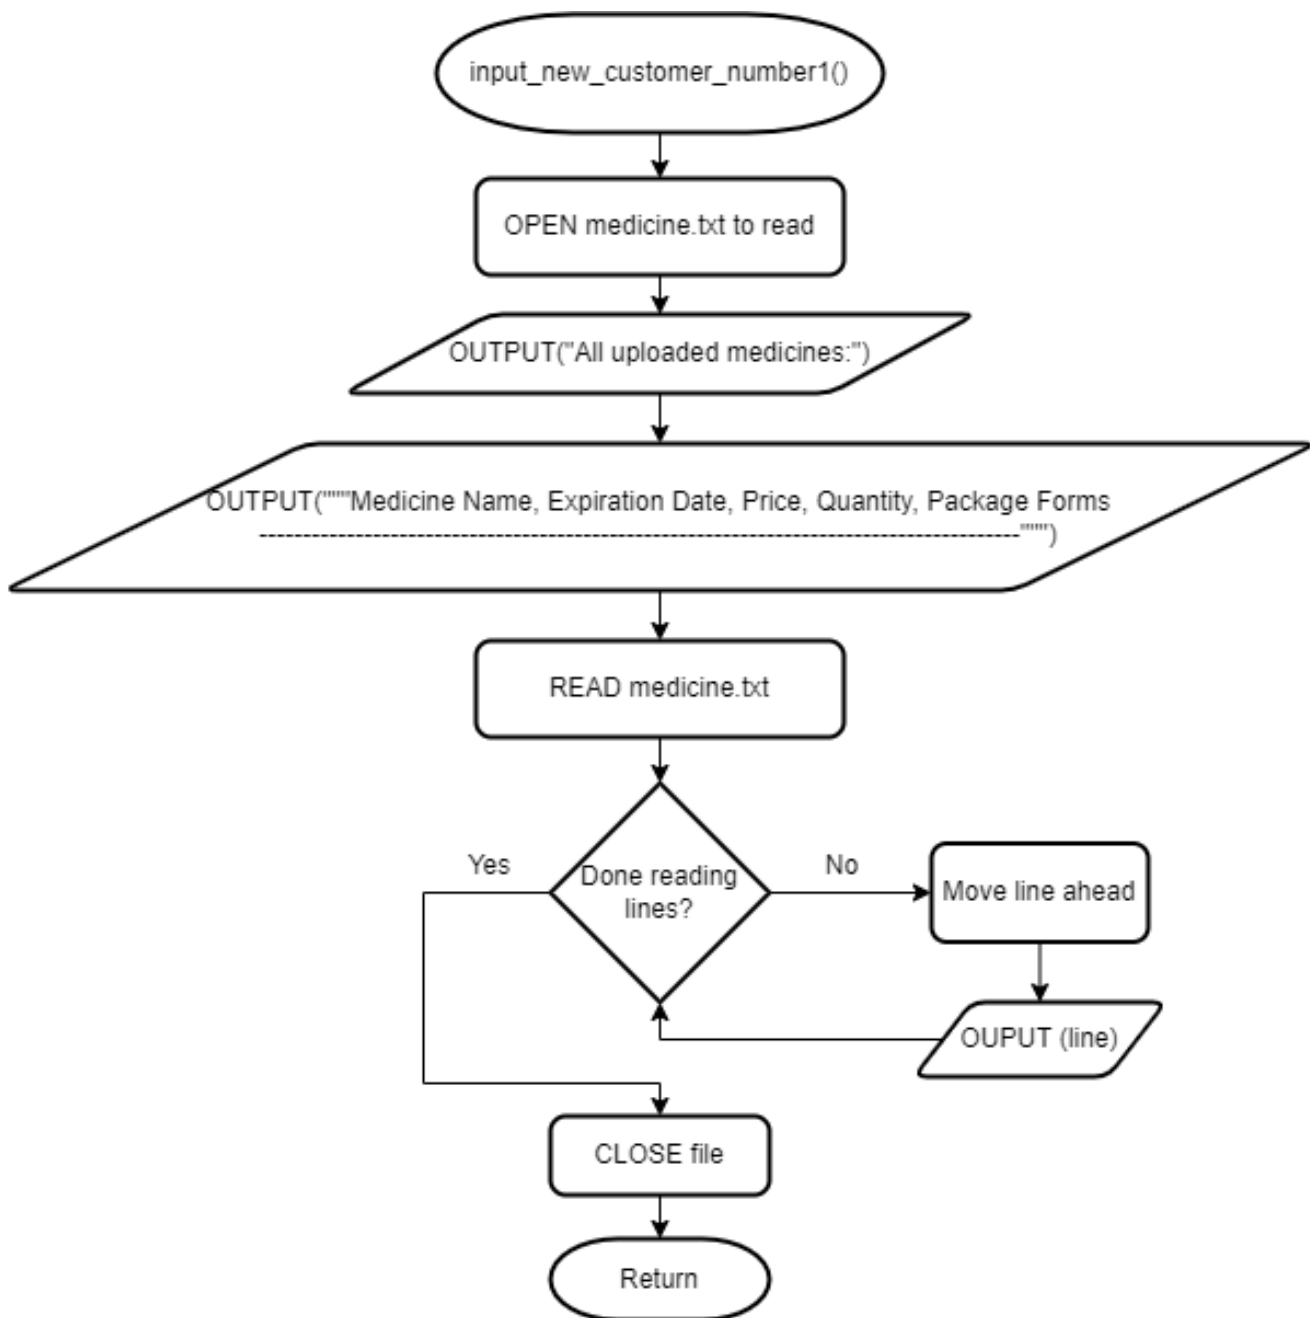 input_new_customer_number1()
OPEN medicine.txt to read
OUTPUT("All uploaded medicines:")
OUTPUT("""Medicine Name, Expiration Date, Price, Quantity, Package Forms
---------------------------------------------------------------------------------------""")
READ medicine.txt
Yes
Done reading
lines?
No
Move line ahead
OUPUT (line)
CLOSE file
Return